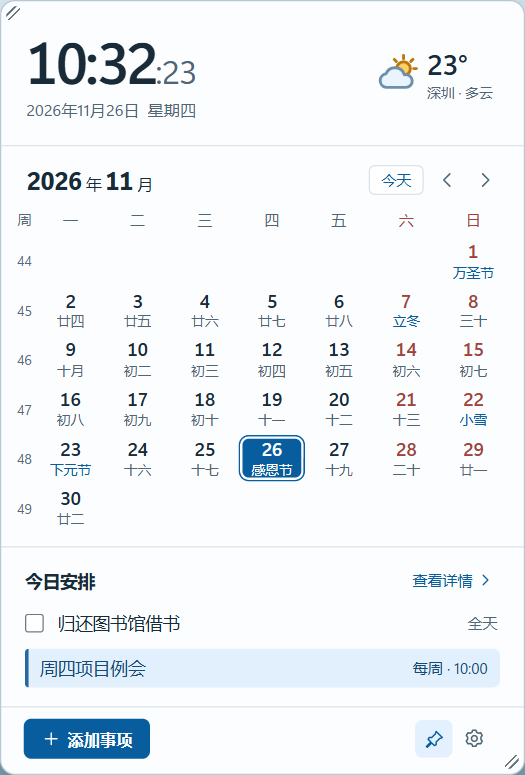 10:32:23
2026年11月26日 星期四
23°
深圳 · 多云
2026年11月
今天
周 一 二 三 四 五 六 日
44 1
万圣节
45 2 3 4 5 6 7 8
廿四 廿五 廿六 廿七 廿八 立冬 三十
46 9 10 11 12 13 14 15
十月 初二 初三 初四 初五 初六 初七
47 16 17 18 19 20 21 22
初八 初九 初十 十一 十二 十三 小雪
48 23 24 25 26 27 28 29
下元节 十六 十七 感恩节 十九 二十 廿一
49 30
廿二
今日安排 查看详情
归还图书馆借书 全天
周四项目例会 每周 · 10:00
添加事项